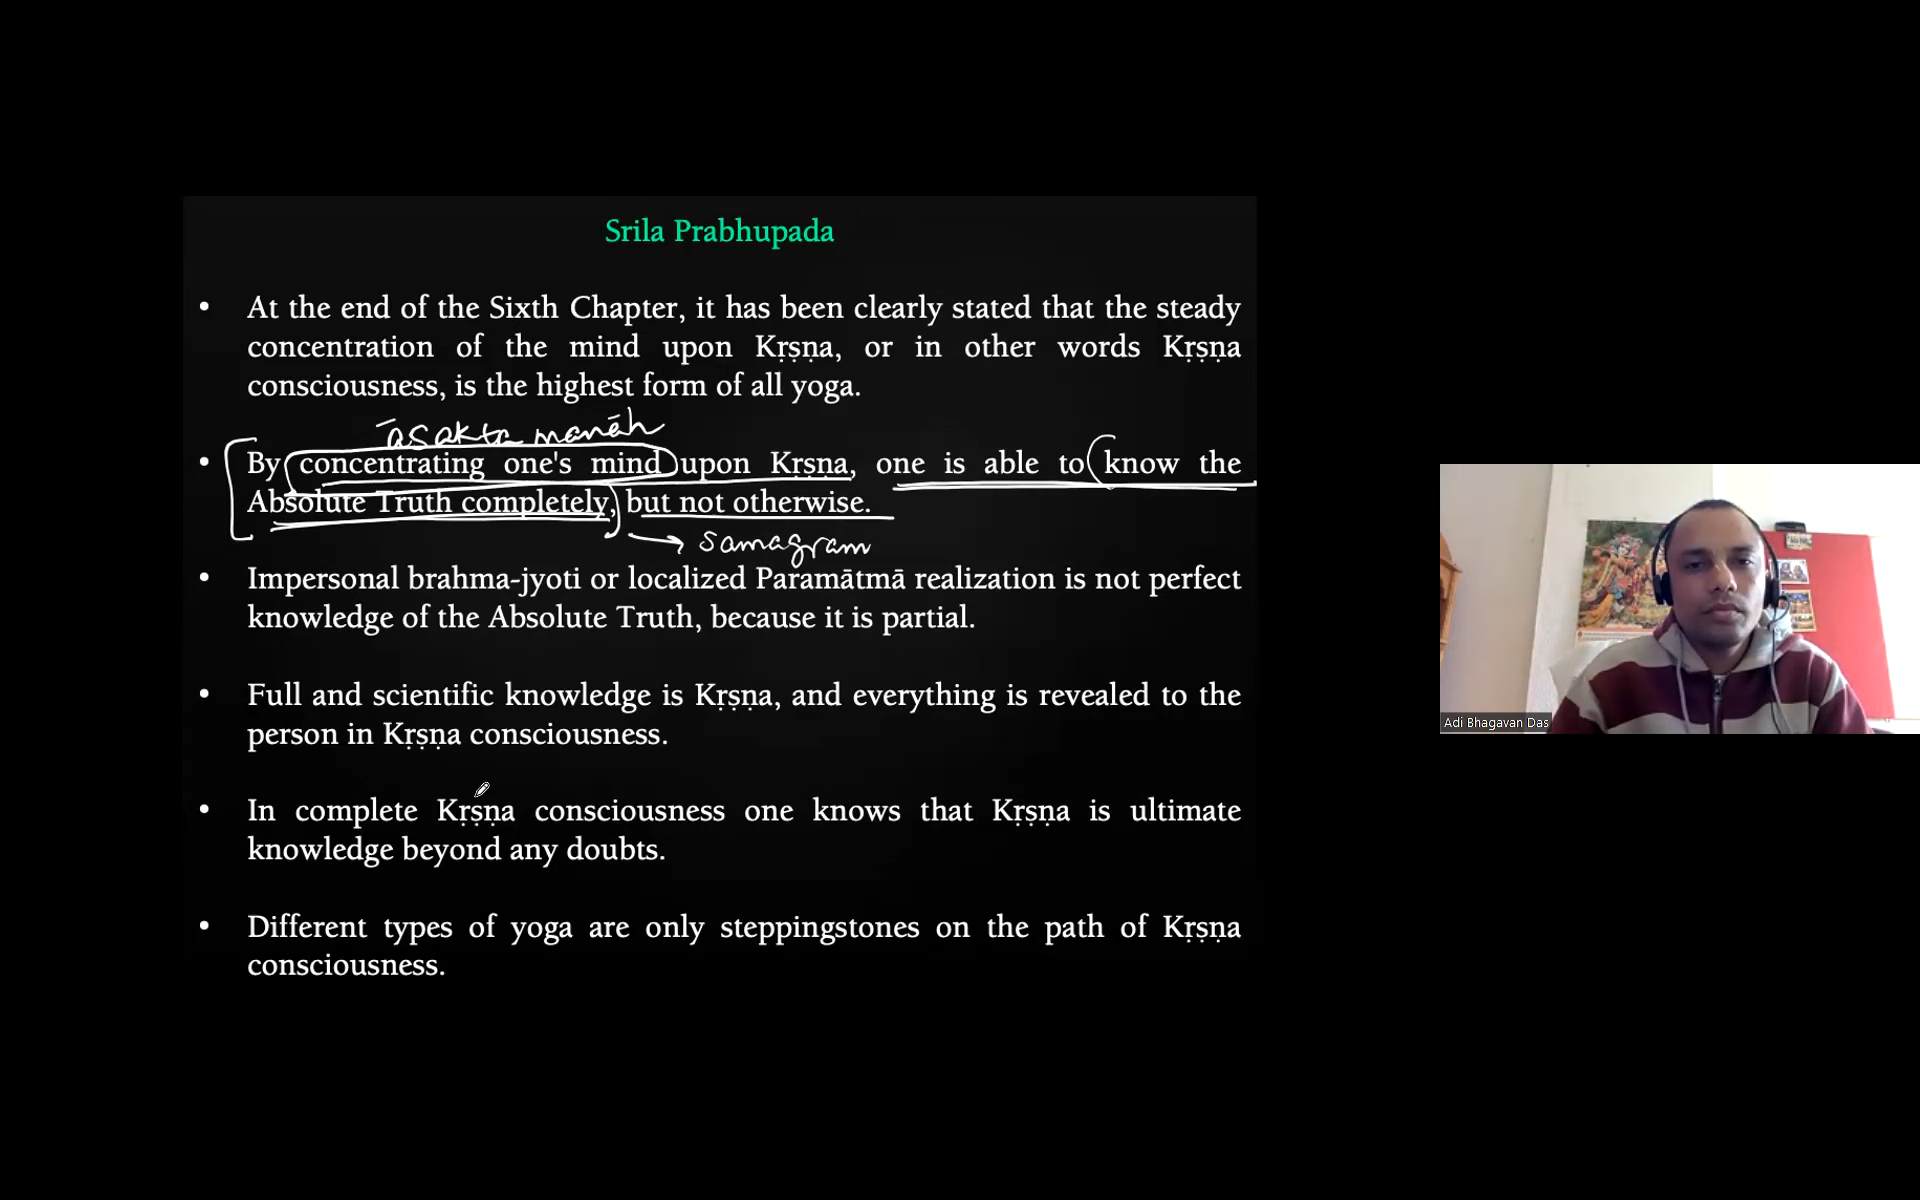 Srila Prabhupada
• At the end of the Sixth Chapter, it has been clearly stated that the steady
concentration of the mind upon Kṛṣṇa, or in other words Kṛṣṇa
consciousness, is the highest form of all yoga.
āsakta manāh
• By concentrating one's mind upon Kṛṣṇa, one is able to know the
Absolute Truth completely, but not otherwise.
→ samagram
• Impersonal brahma-jyoti or localized Paramātmā realization is not perfect
knowledge of the Absolute Truth, because it is partial.
• Full and scientific knowledge is Kṛṣṇa, and everything is revealed to the
person in Kṛṣṇa consciousness.
• In complete Kṛṣṇa consciousness one knows that Kṛṣṇa is ultimate
knowledge beyond any doubts.
• Different types of yoga are only steppingstones on the path of Kṛṣṇa
consciousness.
Adi Bhagavan Das